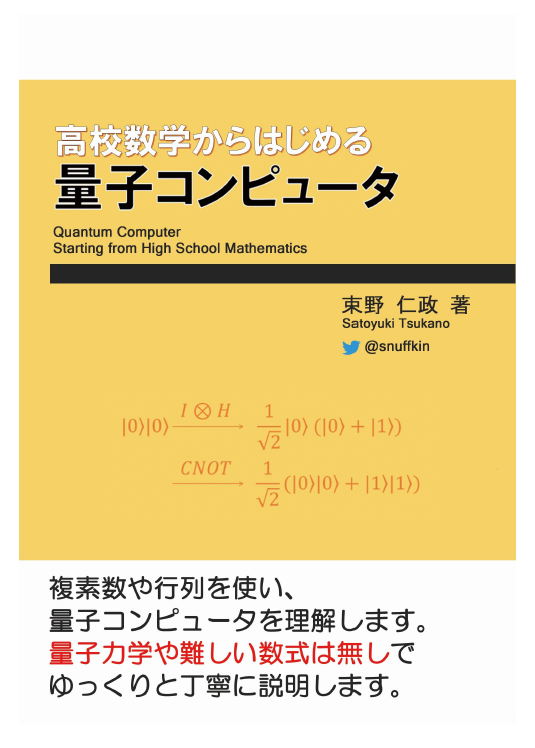 高校数学からはじめる
量子コンピュータ
Quantum Computer
Starting from High School Mathematics
束野 仁政 著
Satoyuki Tsukano
@snuffkin
|0⟩|0⟩ —I ⊗ H→ 1/√2 |0⟩ (|0⟩ + |1⟩)
—CNOT→ 1/√2 (|0⟩|0⟩ + |1⟩|1⟩)
複素数や行列を使い、
量子コンピュータを理解します。
量子力学や難しい数式は無しで
ゆっくりと丁寧に説明します。